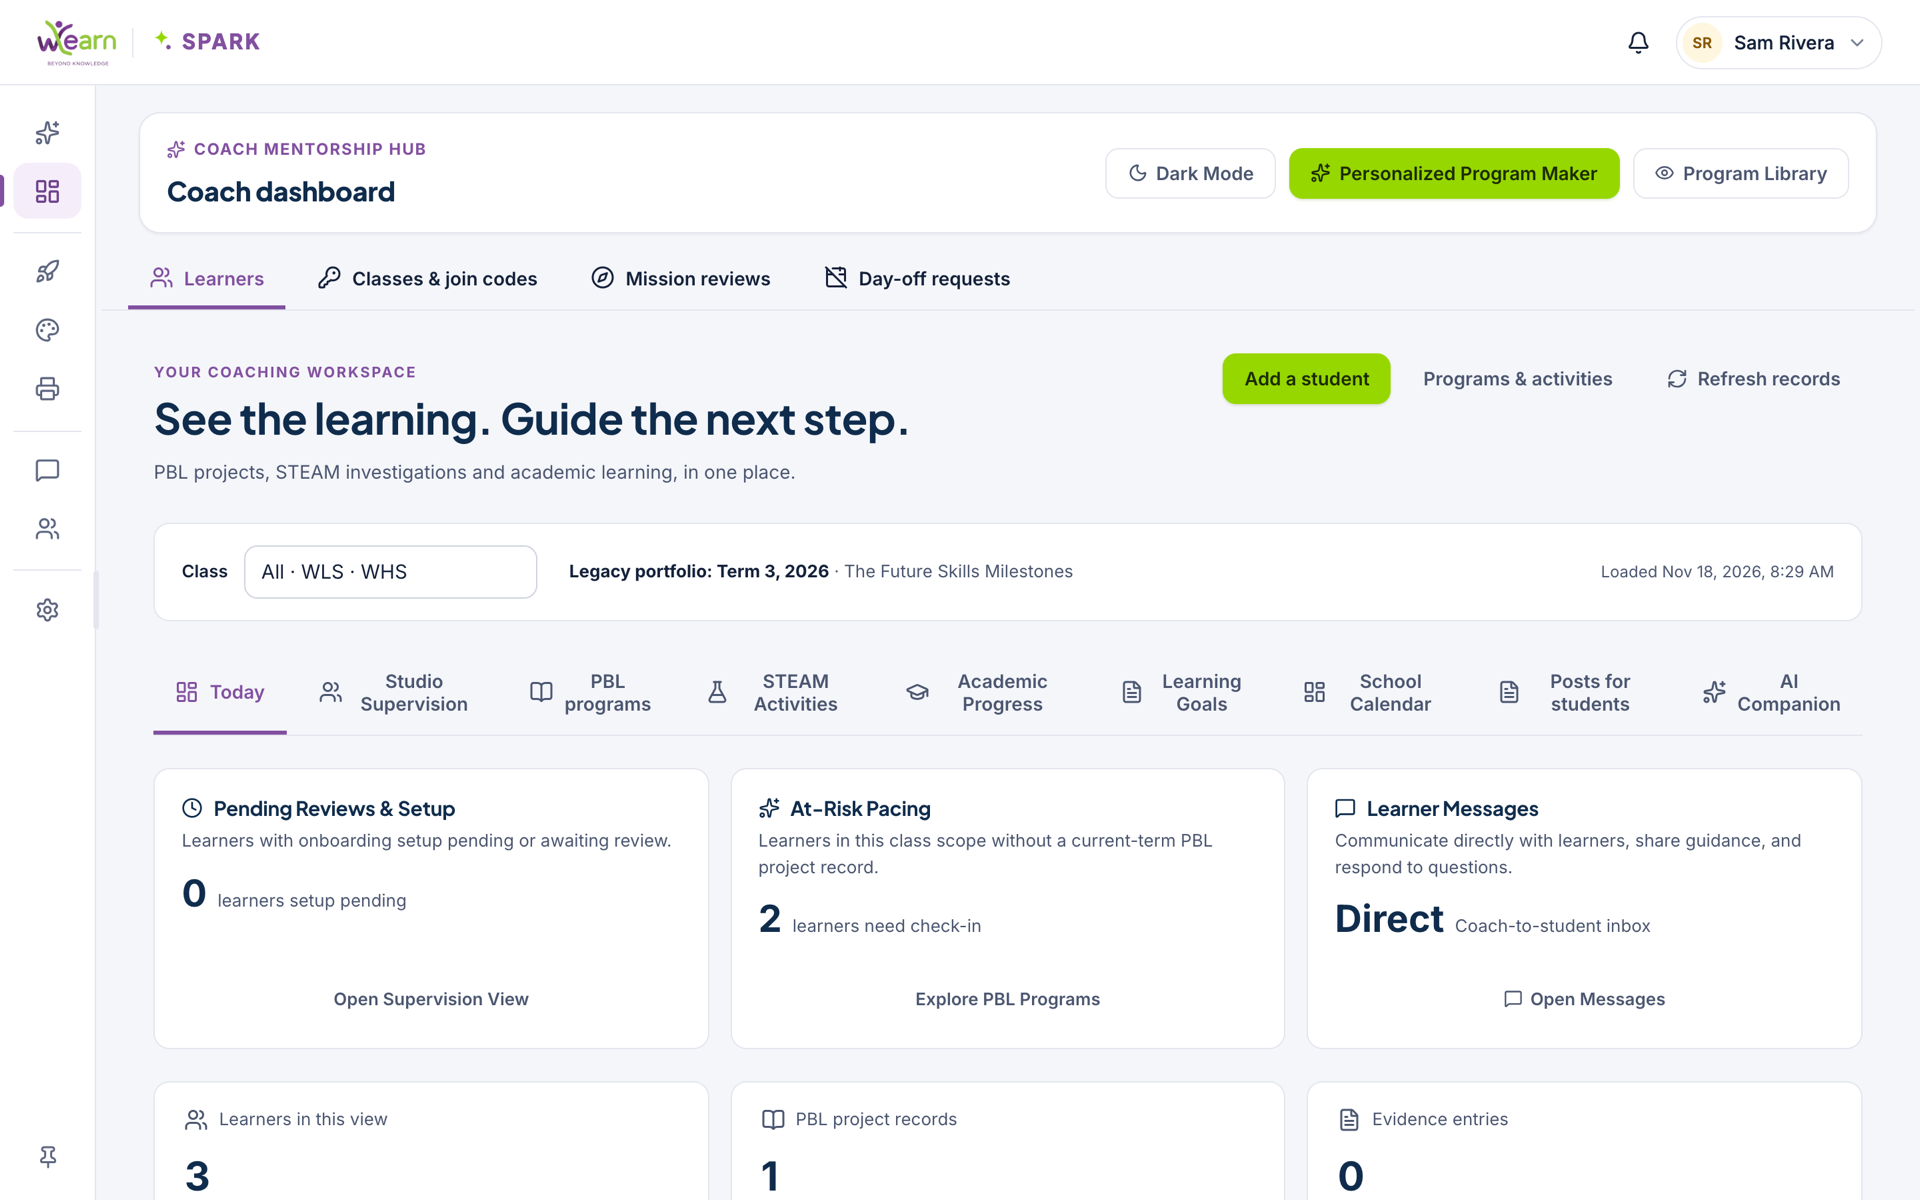 wearn
BEYOND KNOWLEDGE
SPARK
SR
Sam Rivera
COACH MENTORSHIP HUB
Coach dashboard
Dark Mode
Personalized Program Maker
Program Library
Learners
Classes & join codes
Mission reviews
Day-off requests
YOUR COACHING WORKSPACE
See the learning. Guide the next step.
PBL projects, STEAM investigations and academic learning, in one place.
Add a student
Programs & activities
Refresh records
Class
All · WLS · WHS
Legacy portfolio: Term 3, 2026 · The Future Skills Milestones
Loaded Nov 18, 2026, 8:29 AM
Today
Studio
Supervision
PBL
programs
STEAM
Activities
Academic
Progress
Learning
Goals
School
Calendar
Posts for
students
AI
Companion
Pending Reviews & Setup
Learners with onboarding setup pending or awaiting review.
0 learners setup pending
Open Supervision View
At-Risk Pacing
Learners in this class scope without a current-term PBL
project record.
2 learners need check-in
Explore PBL Programs
Learner Messages
Communicate directly with learners, share guidance, and
respond to questions.
Direct Coach-to-student inbox
Open Messages
Learners in this view
3
PBL project records
1
Evidence entries
0